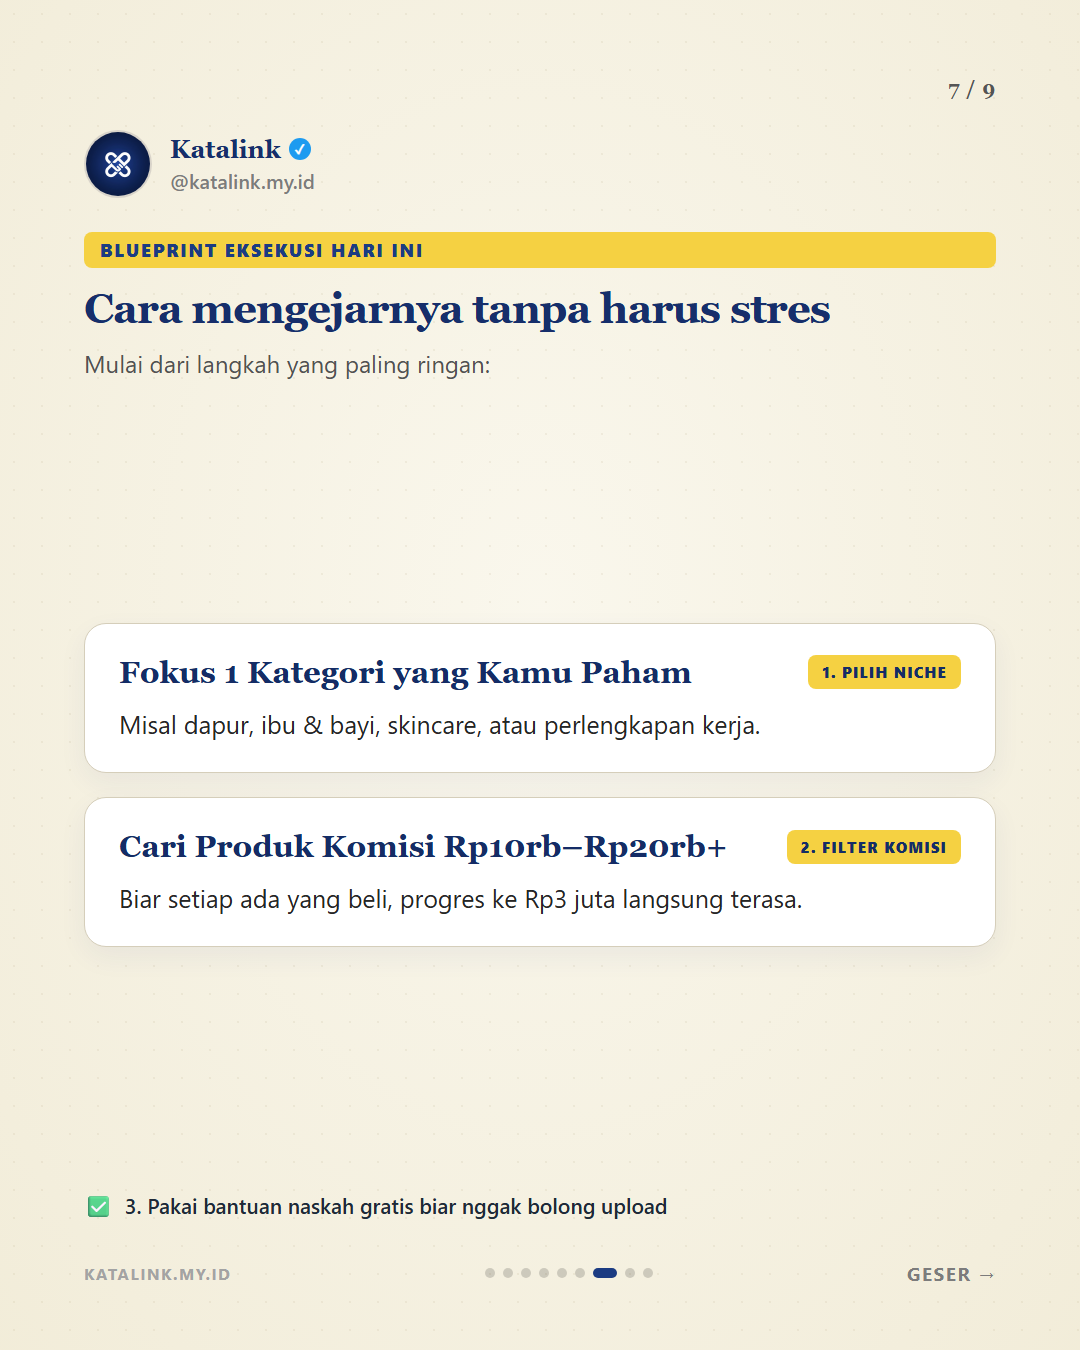 7 / 9
Katalink
@katalink.my.id
BLUEPRINT EKSEKUSI HARI INI
Cara mengejarnya tanpa harus stres
Mulai dari langkah yang paling ringan:
Fokus 1 Kategori yang Kamu Paham
1. PILIH NICHE
Misal dapur, ibu & bayi, skincare, atau perlengkapan kerja.
Cari Produk Komisi Rp10rb–Rp20rb+
2. FILTER KOMISI
Biar setiap ada yang beli, progres ke Rp3 juta langsung terasa.
✅ 3. Pakai bantuan naskah gratis biar nggak bolong upload
KATALINK.MY.ID
GESER →